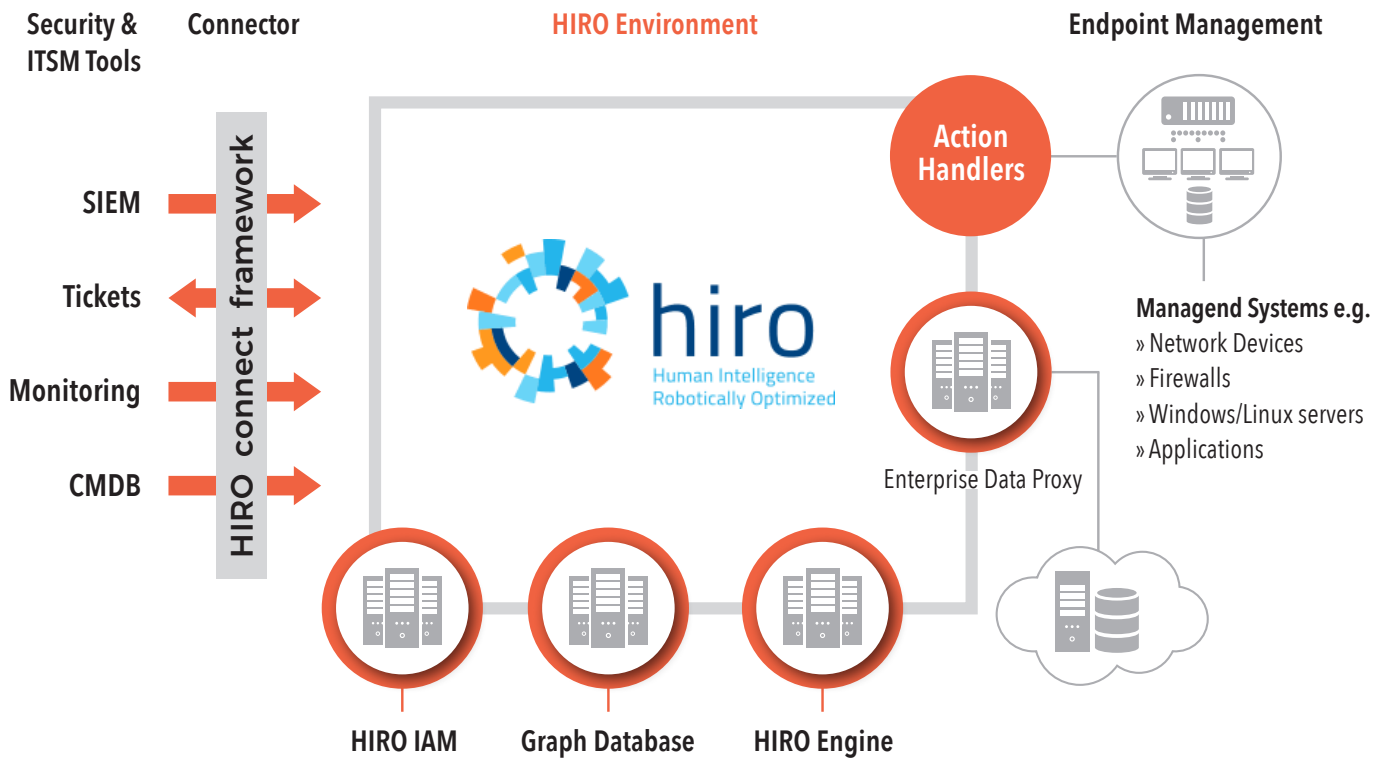 Security &
ITSM Tools
Connector
HIRO Environment
Endpoint Management
HIRO connect framework
SIEM
Tickets
Monitoring
CMDB
Action
Handlers
hiro
Human Intelligence
Robotically Optimized
Enterprise Data Proxy
Managend Systems e.g.
» Network Devices
» Firewalls
» Windows/Linux servers
» Applications
HIRO IAM
Graph Database
HIRO Engine